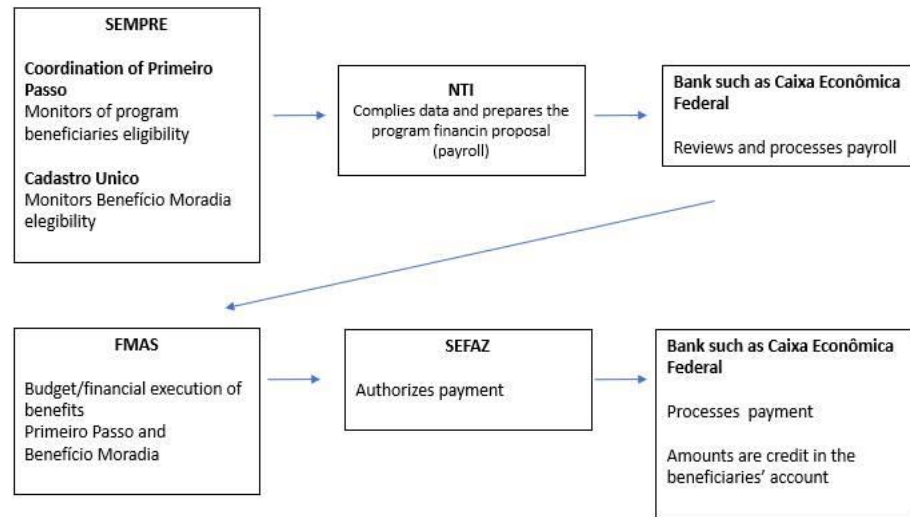 SEMPRE
Coordination of Primeiro
Passo
Monitors of program
beneficiaries eligibility
Cadastro Unico
Monitors Benefício Moradia
elegibility
NTI
Complies data and prepares the
program financin proposal
(payroll)
Bank such as Caixa Econômica
Federal
Reviews and processes payroll
FMAS
Budget/financial execution of
benefits
Primeiro Passo and
Benefício Moradia
SEFAZ
Authorizes payment
Bank such as Caixa Econômica
Federal
Processes payment
Amounts are credit in the
beneficiaries' account